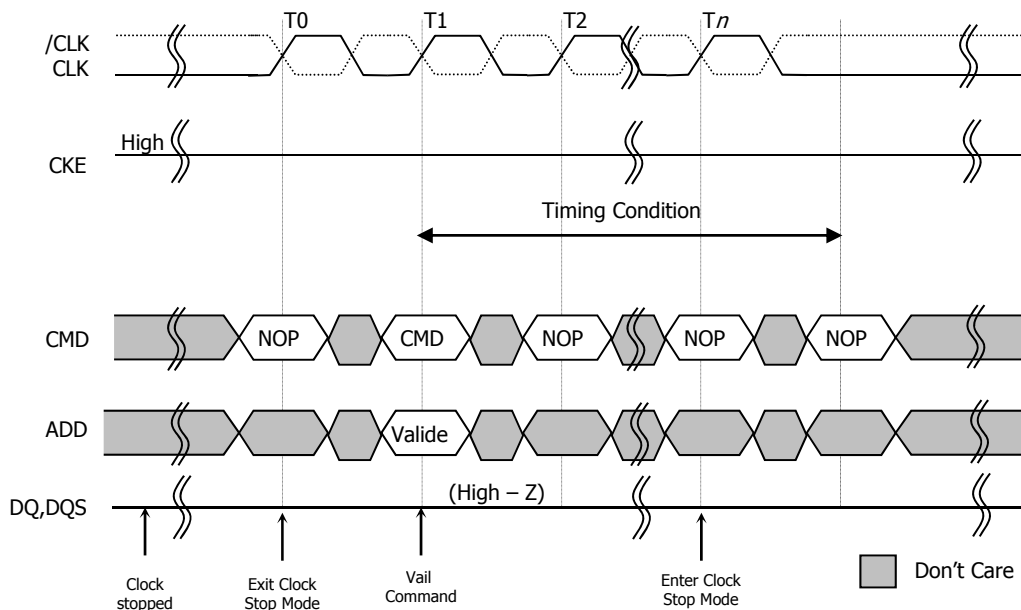 T0 T1 T2 Tn
/CLK
CLK
High
CKE
Timing Condition
CMD NOP CMD NOP NOP NOP
ADD Valide
(High – Z)
DQ,DQS
Clock
stopped
Exit Clock
Stop Mode
Vail
Command
Enter Clock
Stop Mode
Don't Care